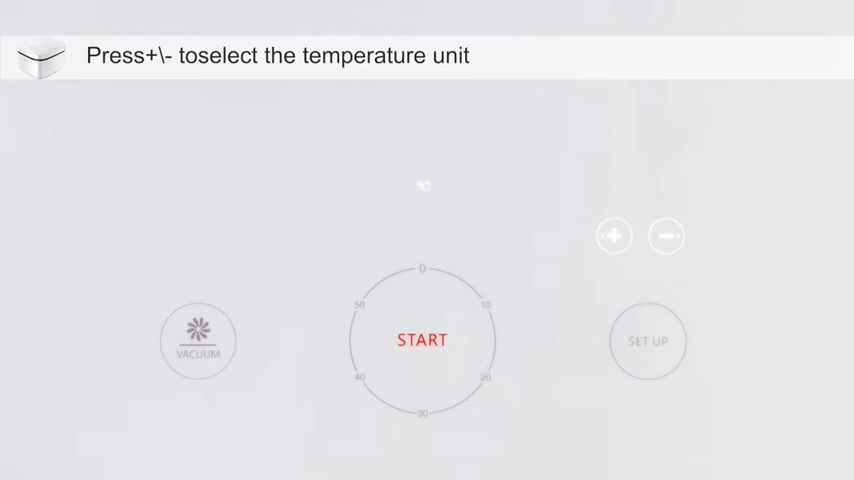 Press+\- toselect the temperature unit
°C
+ -
0
50 10
START
VACUUM
SET UP
40 20
30